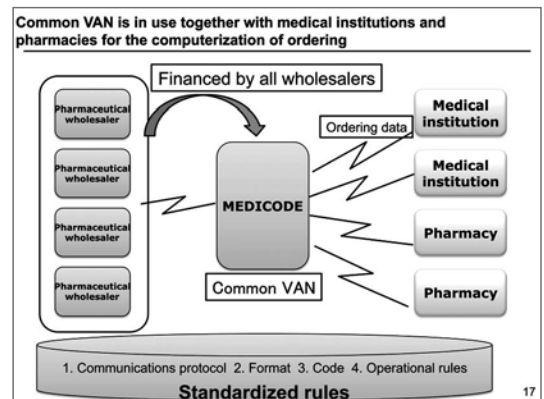 Common VAN is in use together with medical institutions and
pharmacies for the computerization of ordering
Financed by all wholesalers
Pharmaceutical
wholesaler
Pharmaceutical
wholesaler
Pharmaceutical
wholesaler
Pharmaceutical
wholesaler
MEDICODE
Common VAN
Ordering data
Medical
institution
Medical
institution
Pharmacy
Pharmacy
1. Communications protocol 2. Format 3. Code 4. Operational rules
Standardized rules
17